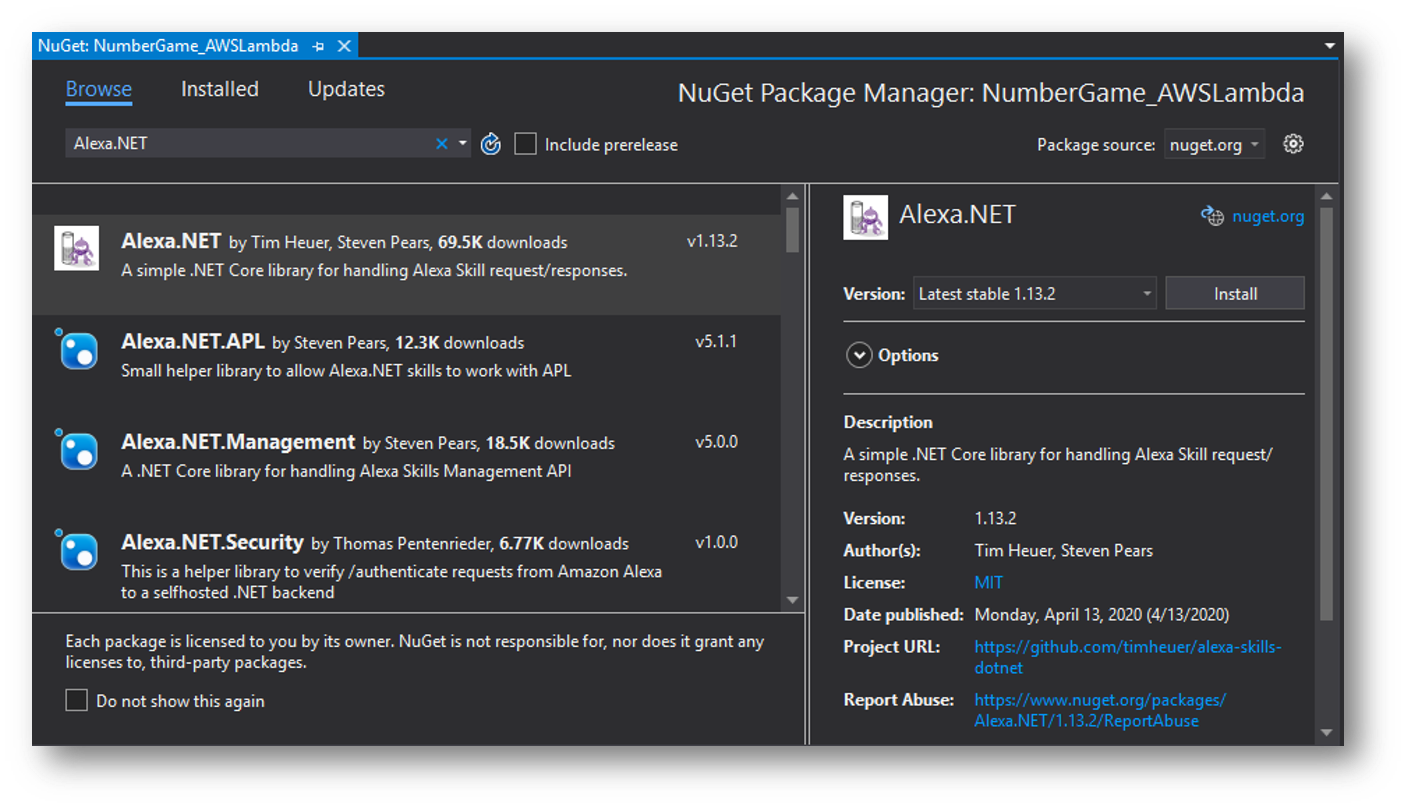 NuGet: NumberGame_AWSLambda
Browse Installed Updates
NuGet Package Manager: NumberGame_AWSLambda
Alexa.NET
Include prerelease
Package source: nuget.org
Alexa.NET by Tim Heuer, Steven Pears, 69.5K downloads v1.13.2
A simple .NET Core library for handling Alexa Skill request/responses.
Alexa.NET.APL by Steven Pears, 12.3K downloads v5.1.1
Small helper library to allow Alexa.NET skills to work with APL
Alexa.NET.Management by Steven Pears, 18.5K downloads v5.0.0
A .NET Core library for handling Alexa Skills Management API
Alexa.NET.Security by Thomas Pentenrieder, 6.77K downloads v1.0.0
This is a helper library to verify /authenticate requests from Amazon Alexa
to a selfhosted .NET backend
Each package is licensed to you by its owner. NuGet is not responsible for, nor does it grant any
licenses to, third-party packages.
Do not show this again
Alexa.NET
nuget.org
Version: Latest stable 1.13.2 Install
Options
Description
A simple .NET Core library for handling Alexa Skill request/
responses.
Version: 1.13.2
Author(s): Tim Heuer, Steven Pears
License: MIT
Date published: Monday, April 13, 2020 (4/13/2020)
Project URL: https://github.com/timheuer/alexa-skills-
dotnet
Report Abuse: https://www.nuget.org/packages/
Alexa.NET/1.13.2/ReportAbuse